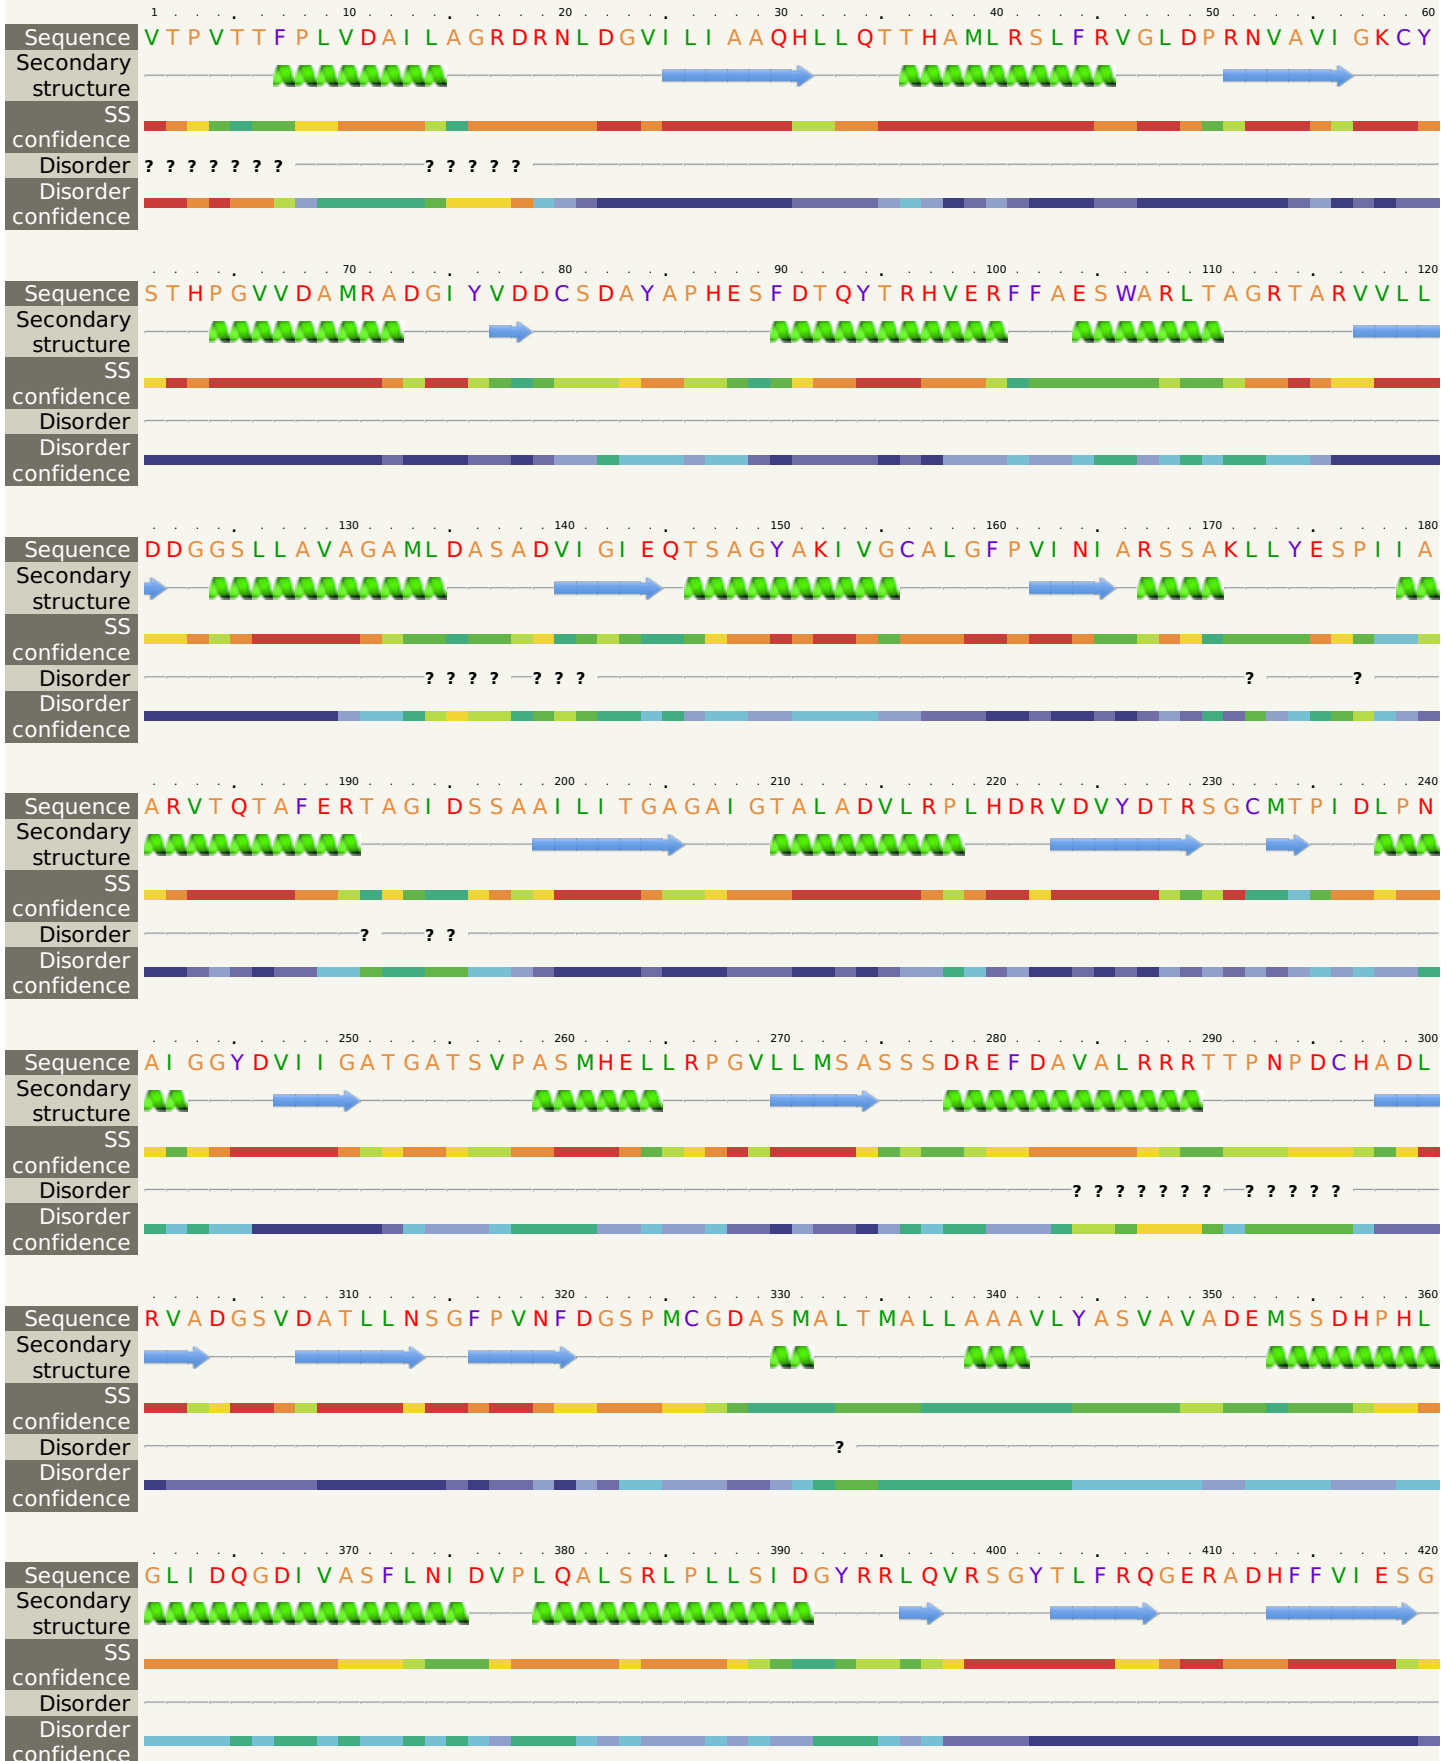 1 10 20 30 40 50 60
Sequence VTPVTTFPLVDAILAGRDRNLDGVILIAAQHLLQTTHAMLRSLFRVGLDPRNVAVIGKCY
Secondary
structure
SS
confidence
Disorder ? ? ? ? ? ? ? ? ? ? ? ?
Disorder
confidence
70 80 90 100 110 120
Sequence STHPGVVDAMRADGIYVDDCSDAYAPHESFDTQYTRHVERFFAESWARLTAGRTARVVLL
Secondary
structure
SS
confidence
Disorder
Disorder
confidence
130 140 150 160 170 180
Sequence DDGGSLLAVAGAMLDASADVIGIEQTSAGYAKIVGCALGFPVINIARSSAKLLYESPIIA
Secondary
structure
SS
confidence
Disorder ? ? ? ? ? ? ? ? ?
Disorder
confidence
190 200 210 220 230 240
Sequence ARVTQTAFERTAGIDSSAAILITGAGAIGTALADVLRPLHDRVDVYDTRSGCMTPIDLPN
Secondary
structure
SS
confidence
Disorder ? ? ?
Disorder
confidence
250 260 270 280 290 300
Sequence AIGGYDVIIGATGATSVPASMHELLRPGVLLMSASSSDREFDAVALRRRTTPNPDCHADL
Secondary
structure
SS
confidence
Disorder ? ? ? ? ? ? ? ? ? ? ? ?
Disorder
confidence
310 320 330 340 350 360
Sequence RVADGSVDATLLNSGFPVNFDGSPMCGDASMALTMALLAAAVLYASVAVADEMSSDHPHL
Secondary
structure
SS
confidence
Disorder ?
Disorder
confidence
370 380 390 400 410 420
Sequence GLIDQGDIVASFLNIDVPLQALSRLPLLSIDGYRRLQVRSGYTLFRQGERADHFFVIESG
Secondary
structure
SS
confidence
Disorder
Disorder
confidence